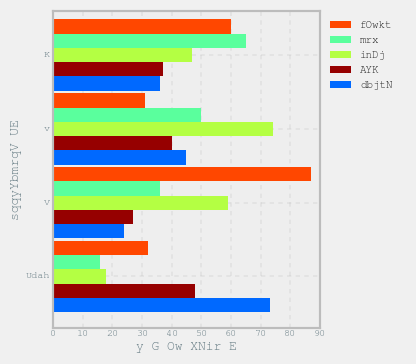 fOwkt
mrx
inDj
AYK
dbjtN
sqqyYbmrqV UE
K
v
V
Udah
0 10 20 30 40 50 60 70 80 90
y G Ow XNir E